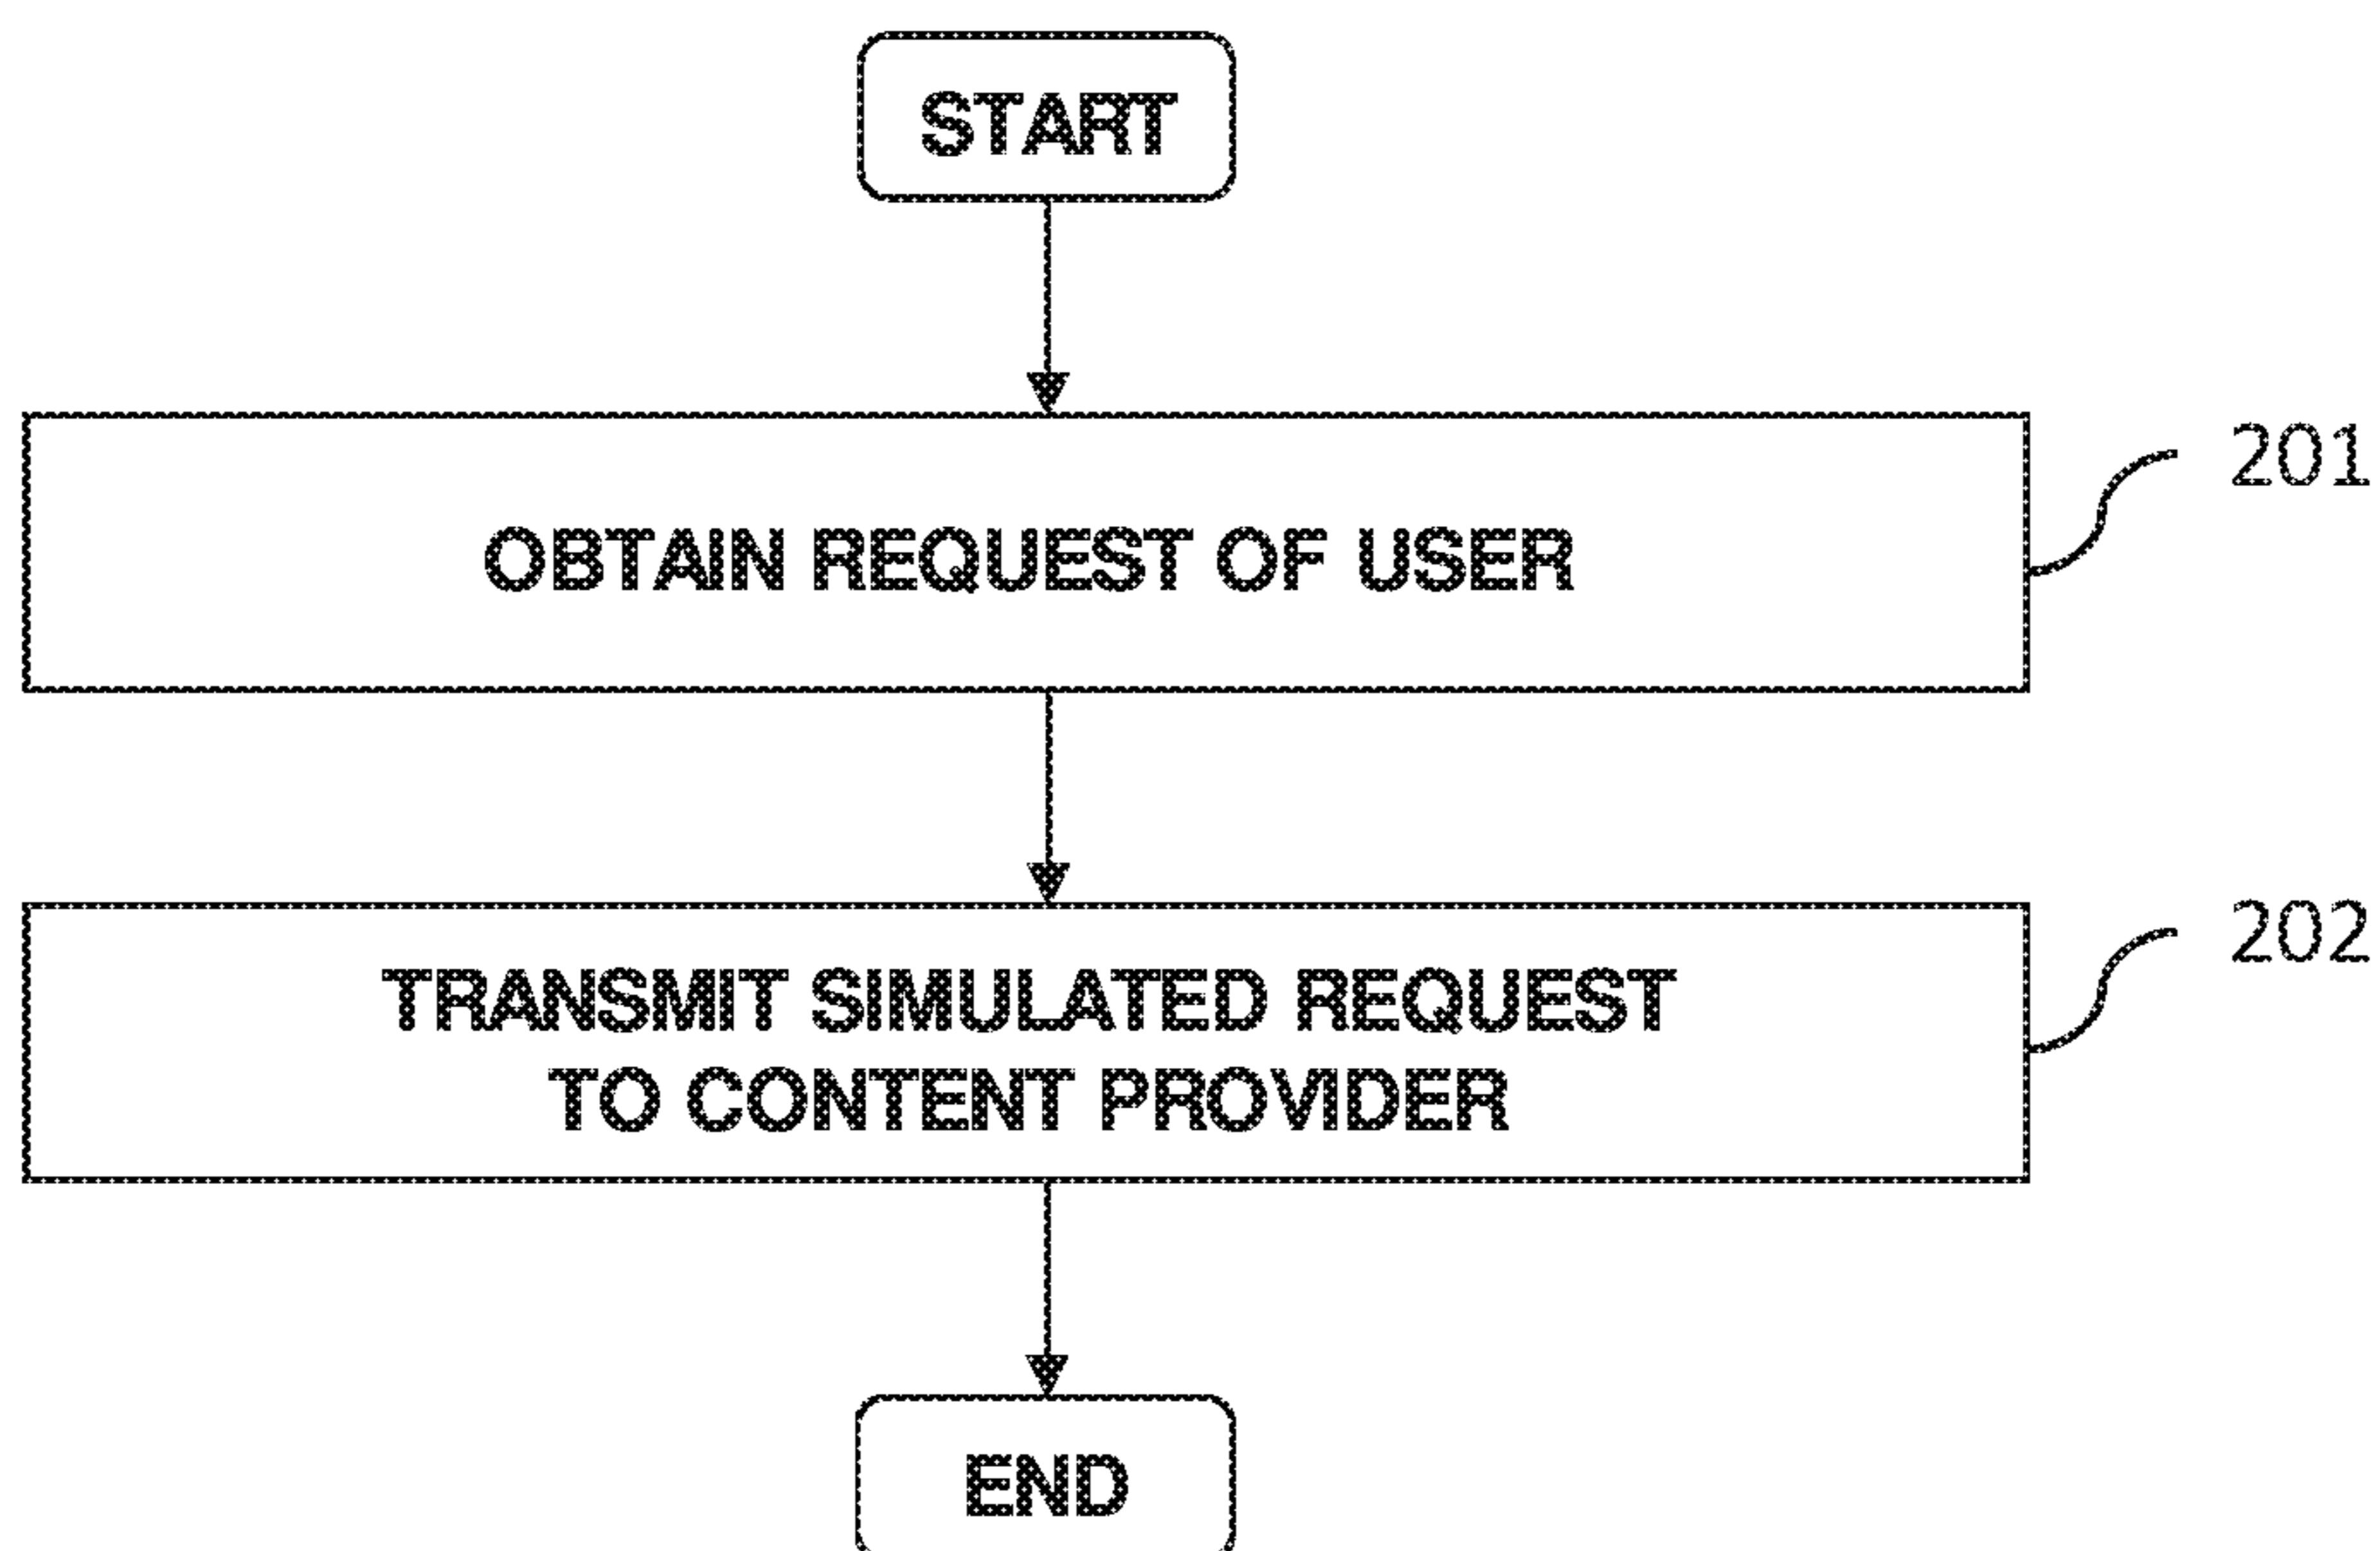 START
OBTAIN REQUEST OF USER
201
TRANSMIT SIMULATED REQUEST
TO CONTENT PROVIDER
202
END